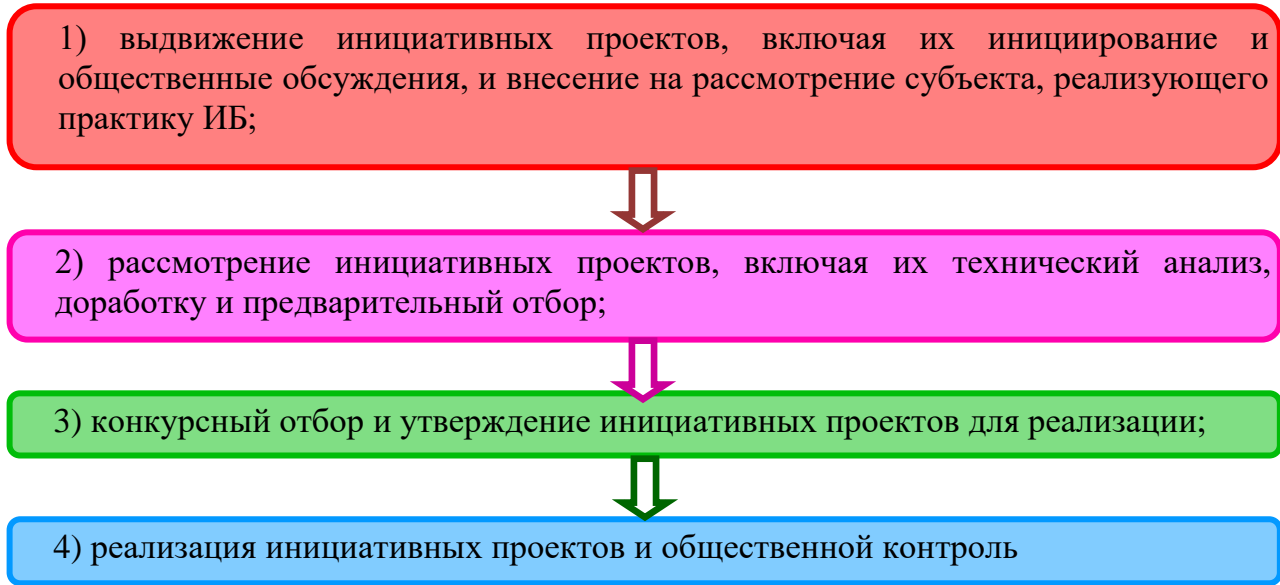 1) выдвижение инициативных проектов, включая их инициирование и
общественные обсуждения, и внесение на рассмотрение субъекта, реализующего
практику ИБ;
2) рассмотрение инициативных проектов, включая их технический анализ,
доработку и предварительный отбор;
3) конкурсный отбор и утверждение инициативных проектов для реализации;
4) реализация инициативных проектов и общественной контроль